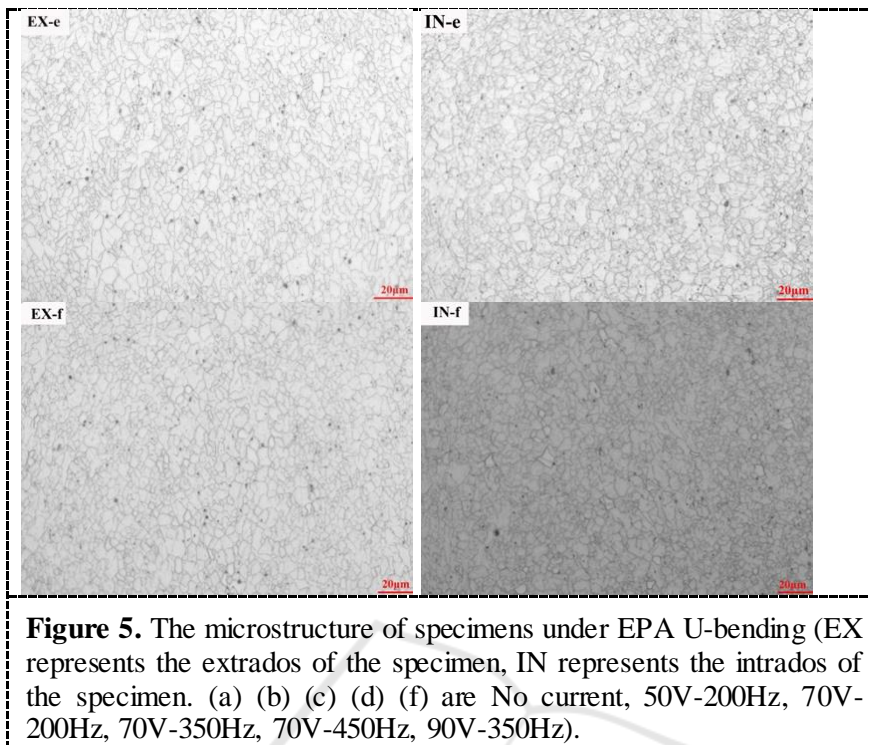 EX-e
IN-e
20μm
20μm
EX-f
IN-f
20μm
20μm
Figure 5. The microstructure of specimens under EPA U-bending (EX
represents the extrados of the specimen, IN represents the intrados of
the specimen. (a) (b) (c) (d) (f) are No current, 50V-200Hz, 70V-
200Hz, 70V-350Hz, 70V-450Hz, 90V-350Hz).